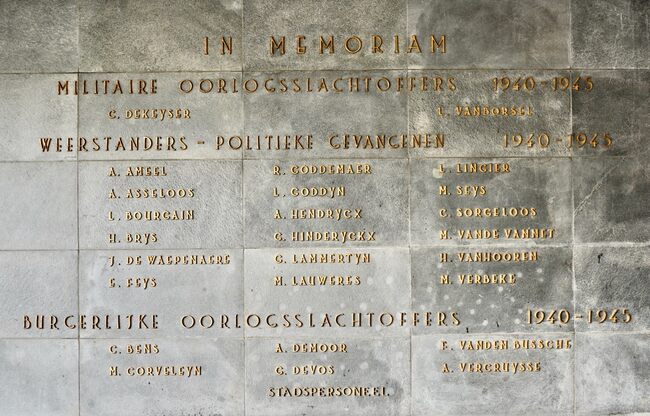 IN MEMORIAM
MILITAIRE OORLOGSSLACHTOFFERS 1940-1945
C. DEKEYSER L. VANBORSEL
WEERSTANDERS - POLITIEKE GEVANGENEN 1940-1945
A. AMEEL R. GODDEMAER L. LINGIER
A. ASSELOOS L. GODDYN M. SEYS
L. BOURGAIN A. HENDRYCX C. SORGELOOS
H. BRYS G. HINDERYCKX M. VANDE VANNET
J. DE WAEPENAERE C. LAMMERTYN H. VANHOOREN
E. FEYS M. LAUWERES M. VERBEKE
BURGERLIJKE OORLOGSSLACHTOFFERS 1940-1945
C. BENS A. DEMOOR F. VANDEN BUSSCHE
M. CORVELEYN G. DEVOS A. VERCRUYSSE
STADSPERSONEEL